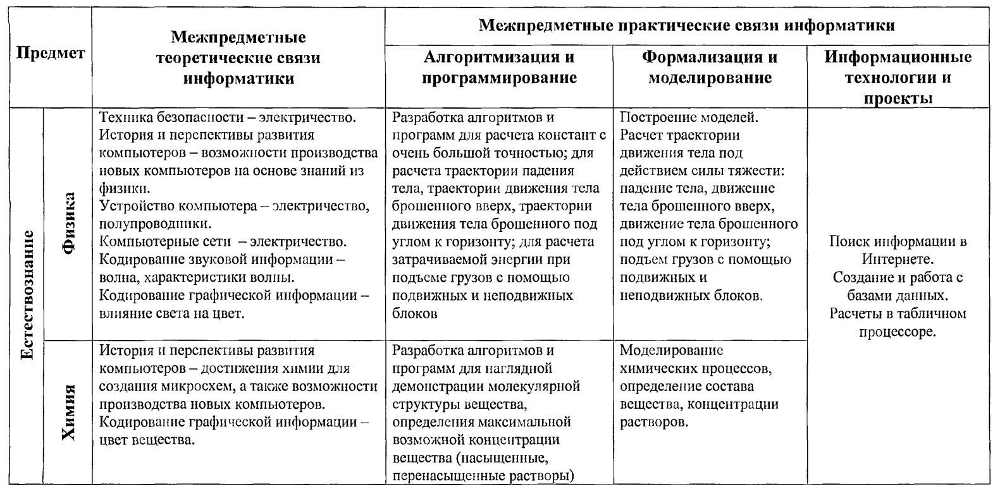 Предмет
Межпредметные
теоретические связи
информатики
Межпредметные практические связи информатики
Алгоритмизация и
программирование
Формализация и
моделирование
Информационные
технологии и
проекты
Естествознание
Физика
Техника безопасности – электричество.
История и перспективы развития
компьютеров – возможности производства
новых компьютеров на основе знаний из
физики.
Устройство компьютера – электричество,
полупроводники.
Компьютерные сети – электричество.
Кодирование звуковой информации –
волна, характеристики волны.
Кодирование графической информации –
влияние света на цвет.
Разработка алгоритмов и
программ для расчета констант с
очень большой точностью; для
расчета траектории падения
тела, траектории движения тела
брошенного вверх, траектории
движения тела брошенного под
углом к горизонту; для расчета
затрачиваемой энергии при
подъеме грузов с помощью
подвижных и неподвижных
блоков
Построение моделей.
Расчет траектории
движения тела под
действием силы тяжести:
падение тела, движение
тела брошенного вверх,
движение тела брошенного
под углом к горизонту;
подъем грузов с помощью
подвижных и
неподвижных блоков.
Поиск информации в
Интернете.
Создание и работа с
базами данных.
Расчеты в табличном
процессоре.
Химия
История и перспективы развития
компьютеров – достижения химии для
создания микросхем, а также возможности
производства новых компьютеров.
Кодирование графической информации –
цвет вещества.
Разработка алгоритмов и
программ для наглядной
демонстрации молекулярной
структуры вещества,
определения максимальной
возможной концентрации
вещества (насыщенные,
перенасыщенные растворы)
Моделирование
химических процессов,
определение состава
вещества, концентрации
растворов.